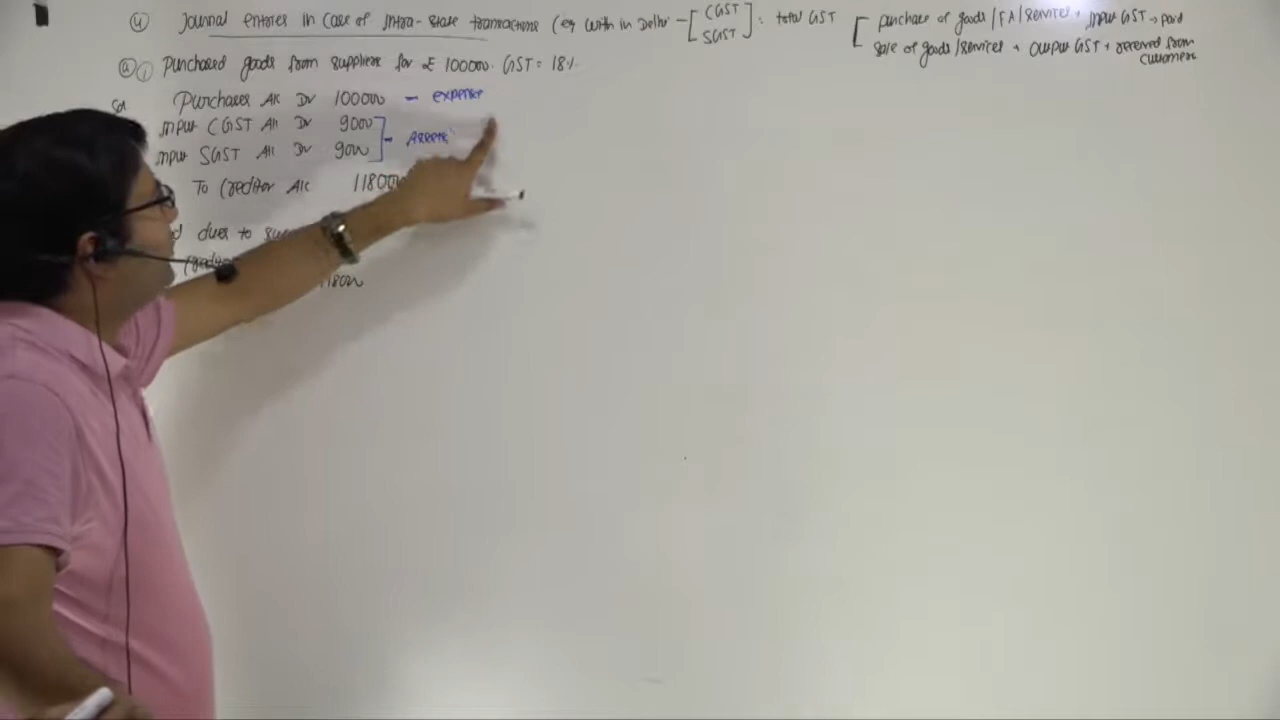 (4) Journal entries in case of Intra-state transactions (eg with in Delhi - [CGST SGST] = total GST [ purchase of goods / FA / services + Input GST → paid
sale of goods / services + Output GST + received from customers
(a) (i) Purchased goods from suppliers for ₹ 100000. GST = 18%
Sol Purchases A/c Dr 100000 - expense
Input CGST A/c Dr 9000
Input SGST A/c Dr 9000 - Assets
To Creditor A/c 118000
dues to